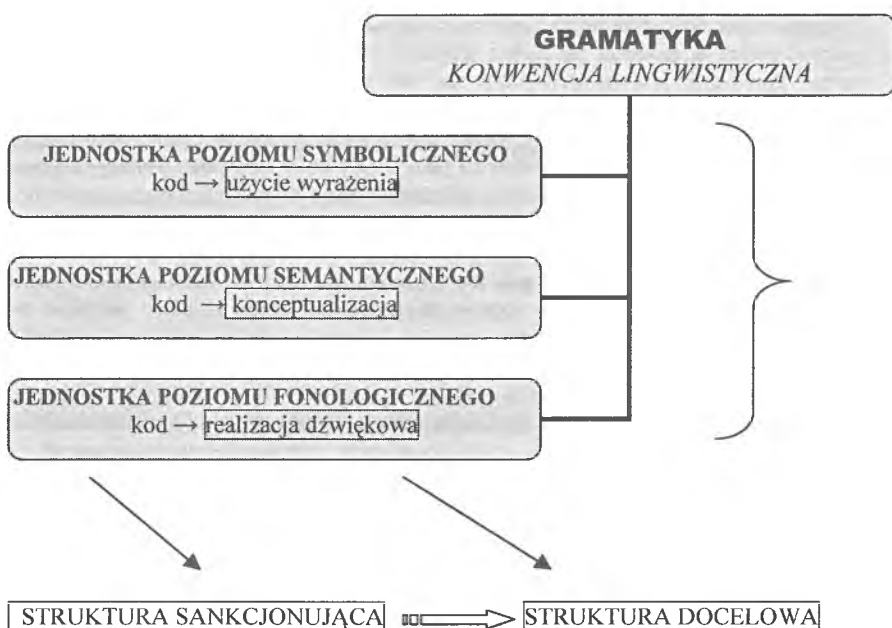 GRAMATYKA
KONWENCJA LINGWISTYCZNA
JEDNOSTKA POZIOMU SYMBOLICZNEGO
kod → użycie wyrażenia
JEDNOSTKA POZIOMU SEMANTYCZNEGO
kod → konceptualizacja
JEDNOSTKA POZIOMU FONOLOGICZNEGO
kod → realizacja dźwiękowa
STRUKTURA SANKCJONUJĄCA STRUKTURA DOCELOWA